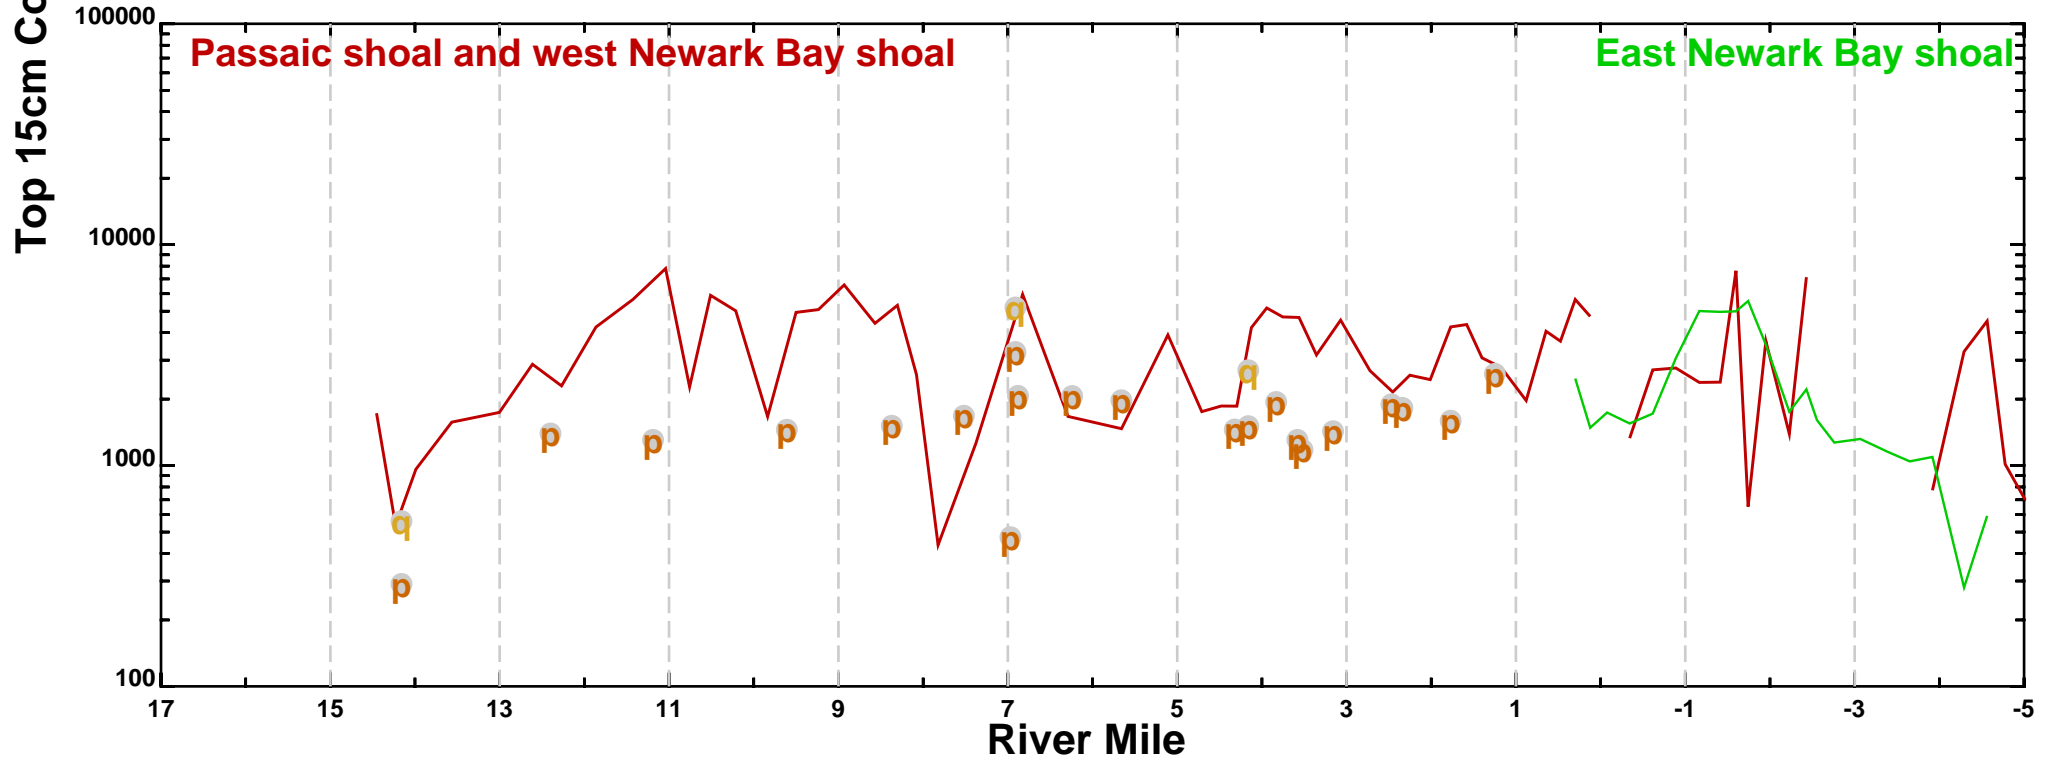 Top 15cm Co
100000
10000
1000
100
Passaic shoal and west Newark Bay shoal
East Newark Bay shoal
q
p
p
p
p
p
p
q
p
p
p
p
p
p
p
q
p
p
p
p
p
p
p
p
17
15
13
11
9
7
5
3
1
-1
-3
-5
River Mile